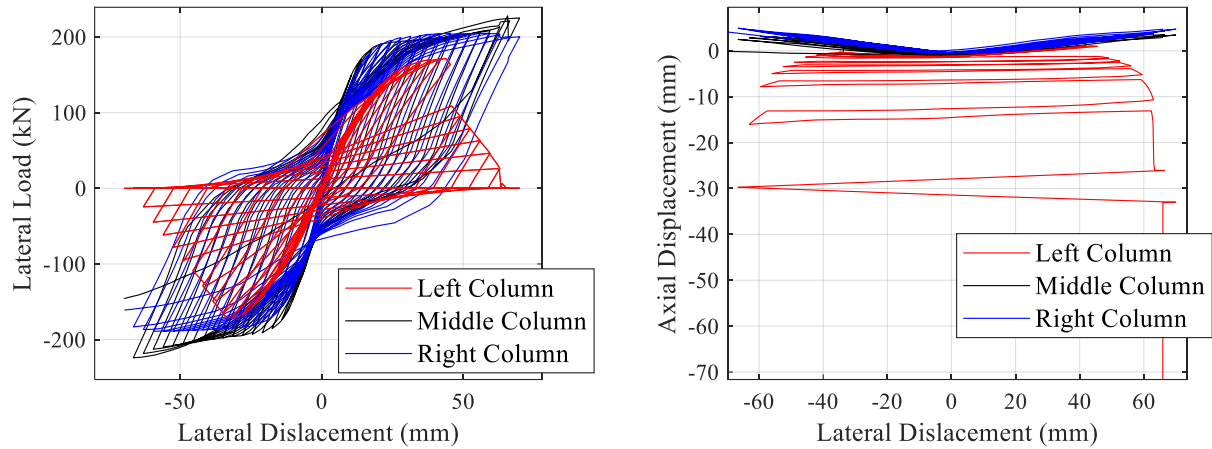 200
100
0
-100
-200
Lateral Load (kN)
-50
0
50
Lateral Dislacement (mm)
Left Column
Middle Column
Right Column
0
-10
-20
-30
-40
-50
-60
-70
Axial Displacement (mm)
-60
-40
-20
0
20
40
60
Lateral Dislacement (mm)
Left Column
Middle Column
Right Column